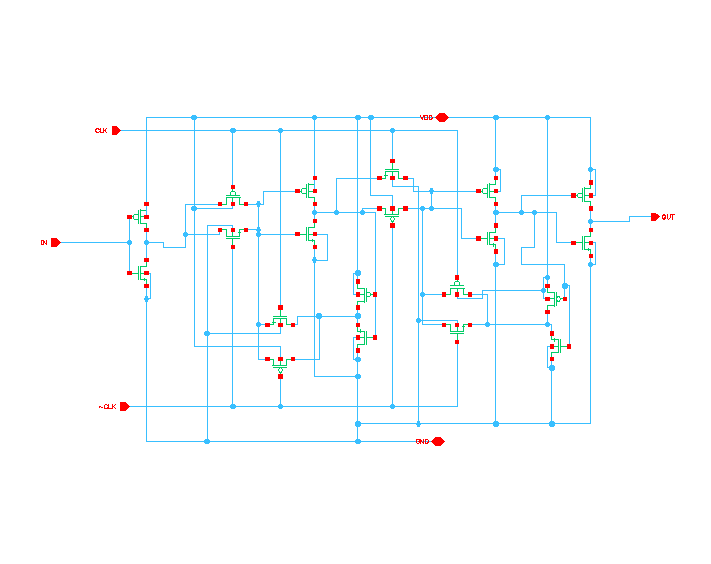 VDD
CLK
OUT
IN
~CLK
GND